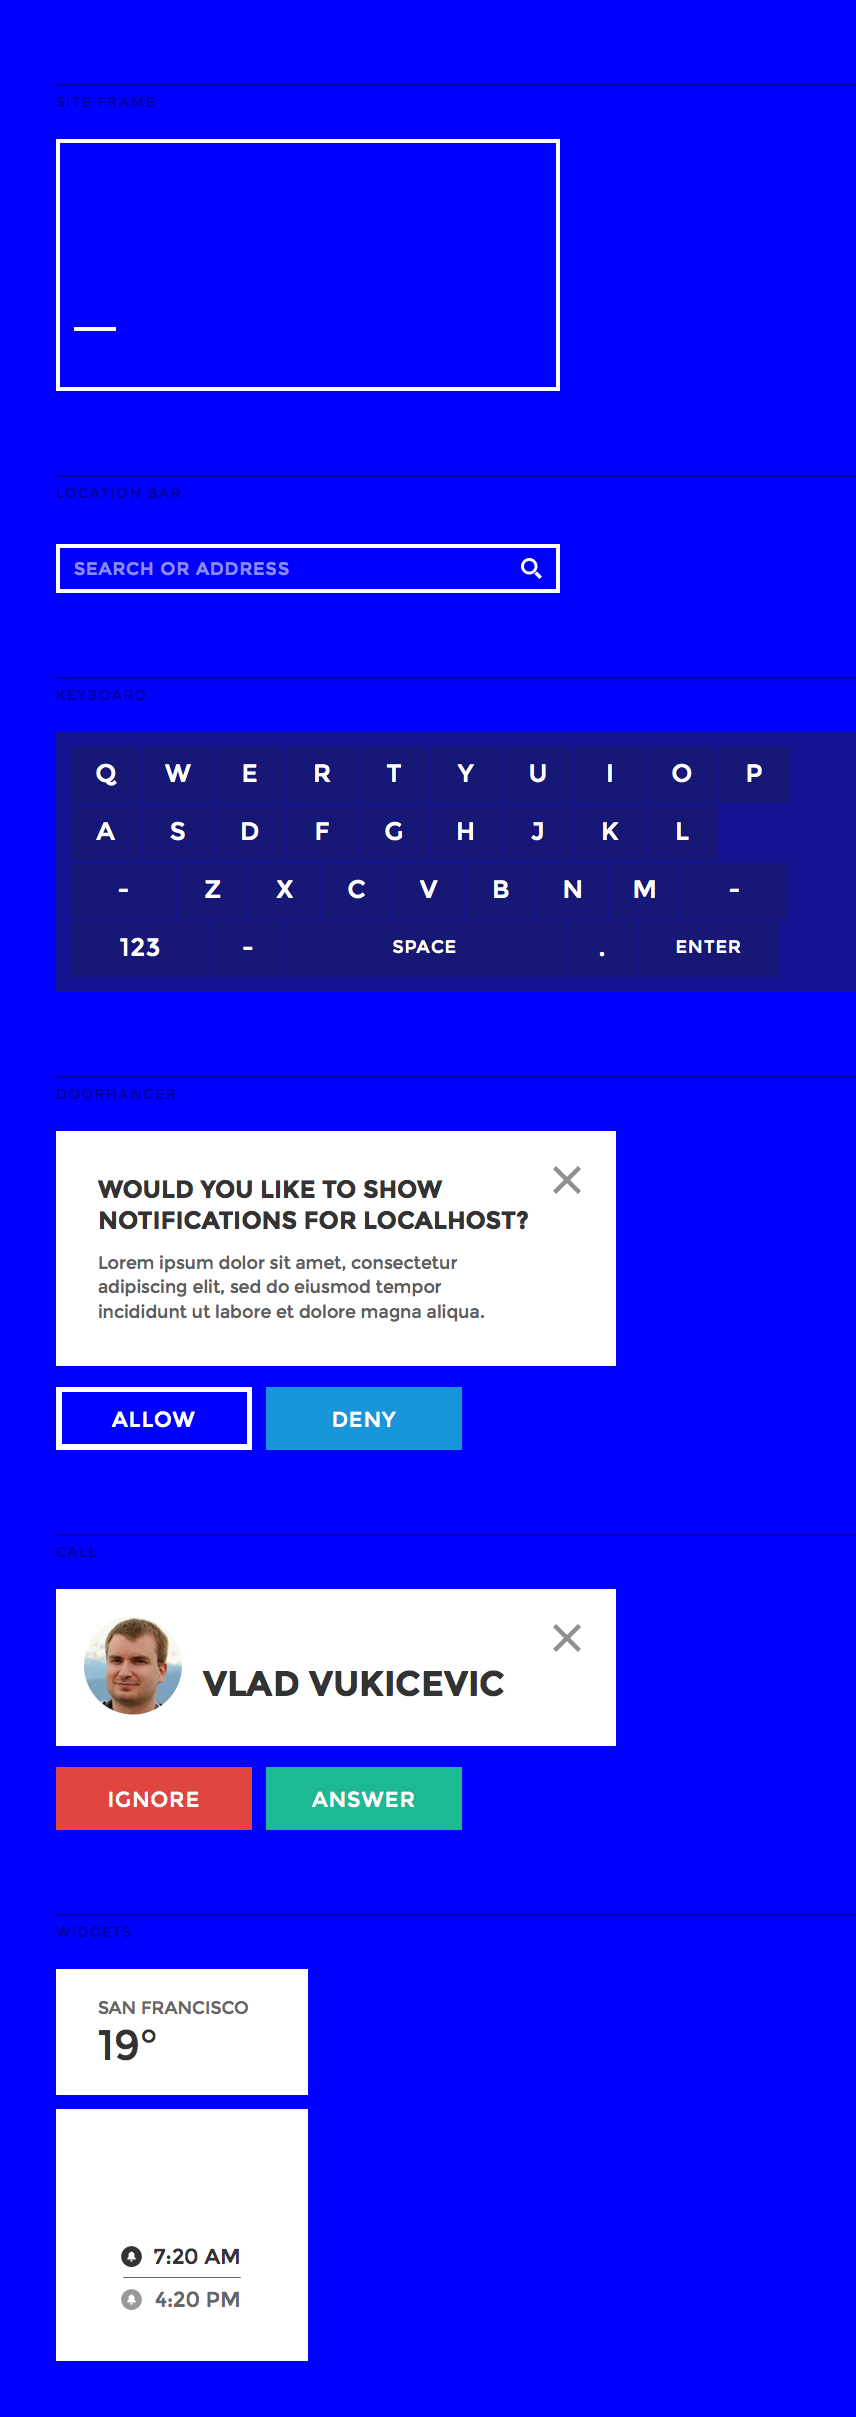 SITE FRAME
LOCATION BAR
SEARCH OR ADDRESS
KEYBOARD
Q W E R T Y U I O P
A S D F G H J K L
- Z X C V B N M -
123 - SPACE . ENTER
DOORHANGER
WOULD YOU LIKE TO SHOW
NOTIFICATIONS FOR LOCALHOST?
Lorem ipsum dolor sit amet, consectetur
adipiscing elit, sed do eiusmod tempor
incididunt ut labore et dolore magna aliqua.
ALLOW DENY
CALL
VLAD VUKICEVIC
IGNORE ANSWER
WIDGETS
SAN FRANCISCO
19°
7:20 AM
4:20 PM